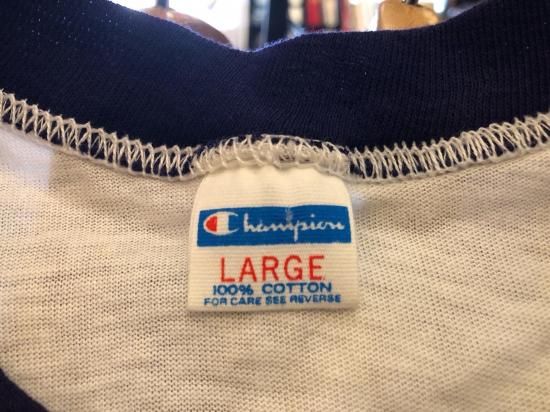 Champion
LARGE
100% COTTON
FOR CARE SEE REVERSE